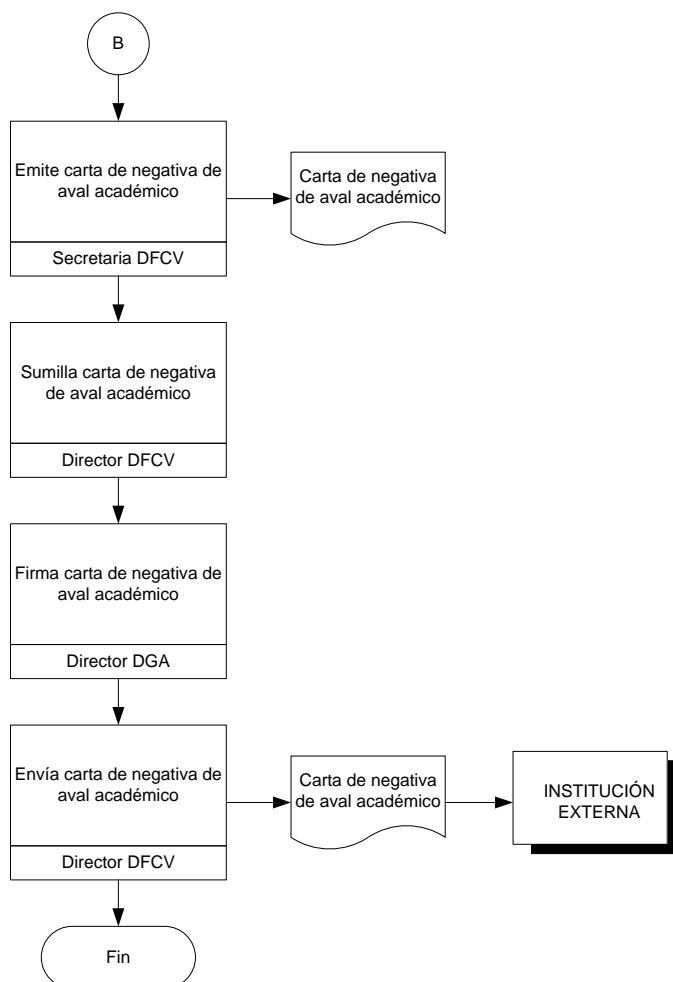 B
Emite carta de negativa de
aval académico
Secretaria DFCV
Carta de negativa
de aval académico
Sumilla carta de negativa
de aval académico
Director DFCV
Firma carta de negativa de
aval académico
Director DGA
Envía carta de negativa de
aval académico
Director DFCV
Carta de negativa
de aval académico
INSTITUCIÓN
EXTERNA
Fin